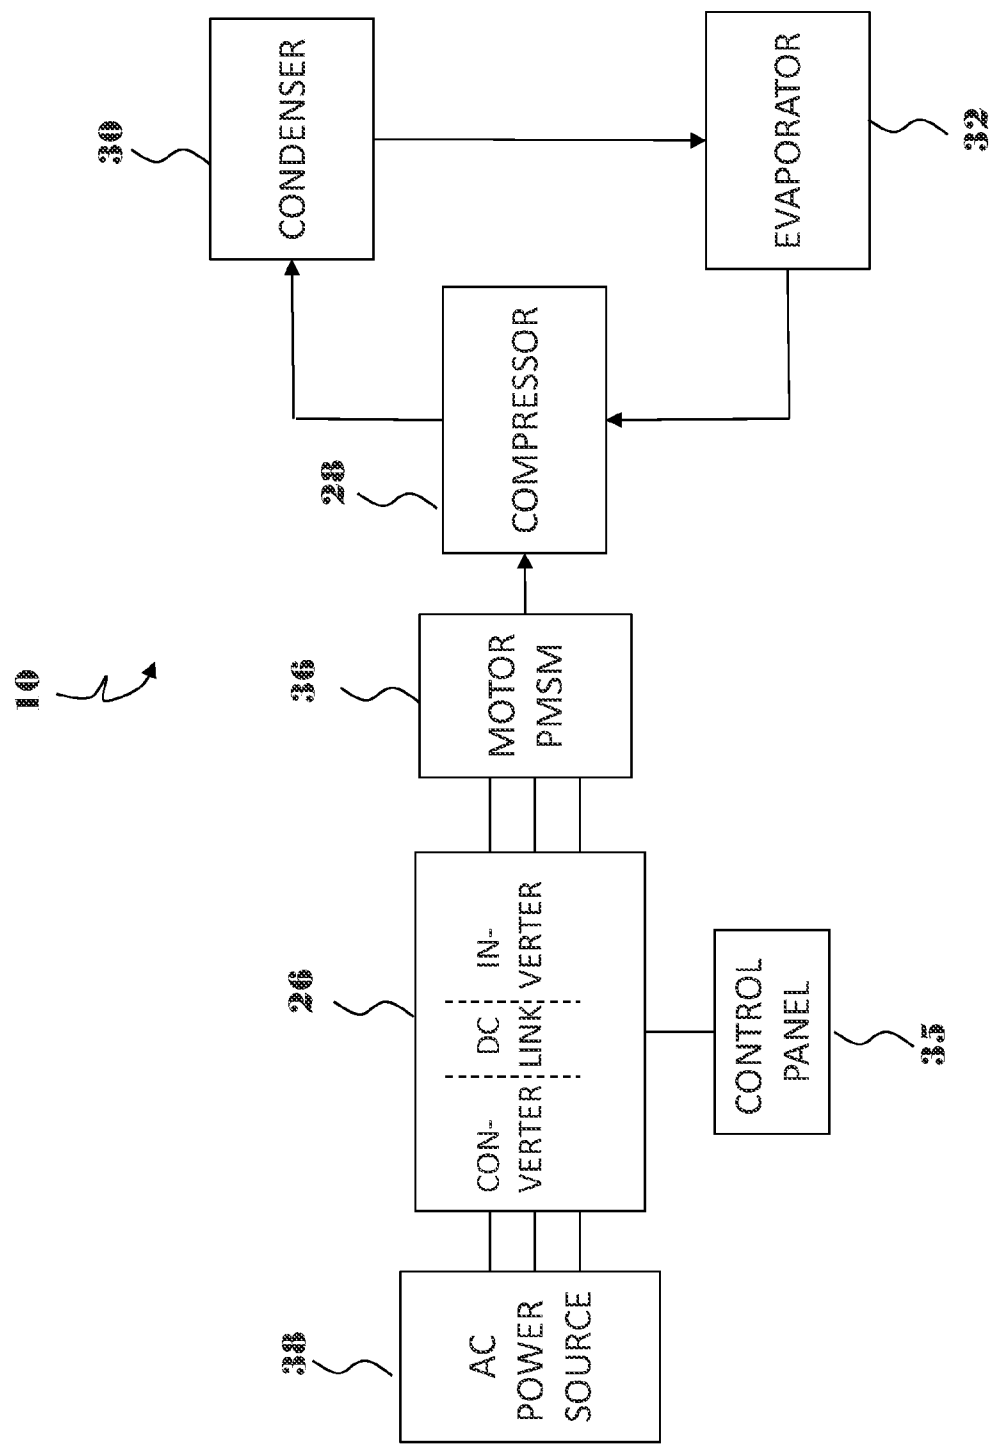 10
38
AC
POWER
SOURCE
26
CON-
VERTER
DC
LINK
IN-
VERTER
35
CONTROL
PANEL
36
MOTOR
PMSM
28
COMPRESSOR
30
CONDENSER
32
EVAPORATOR